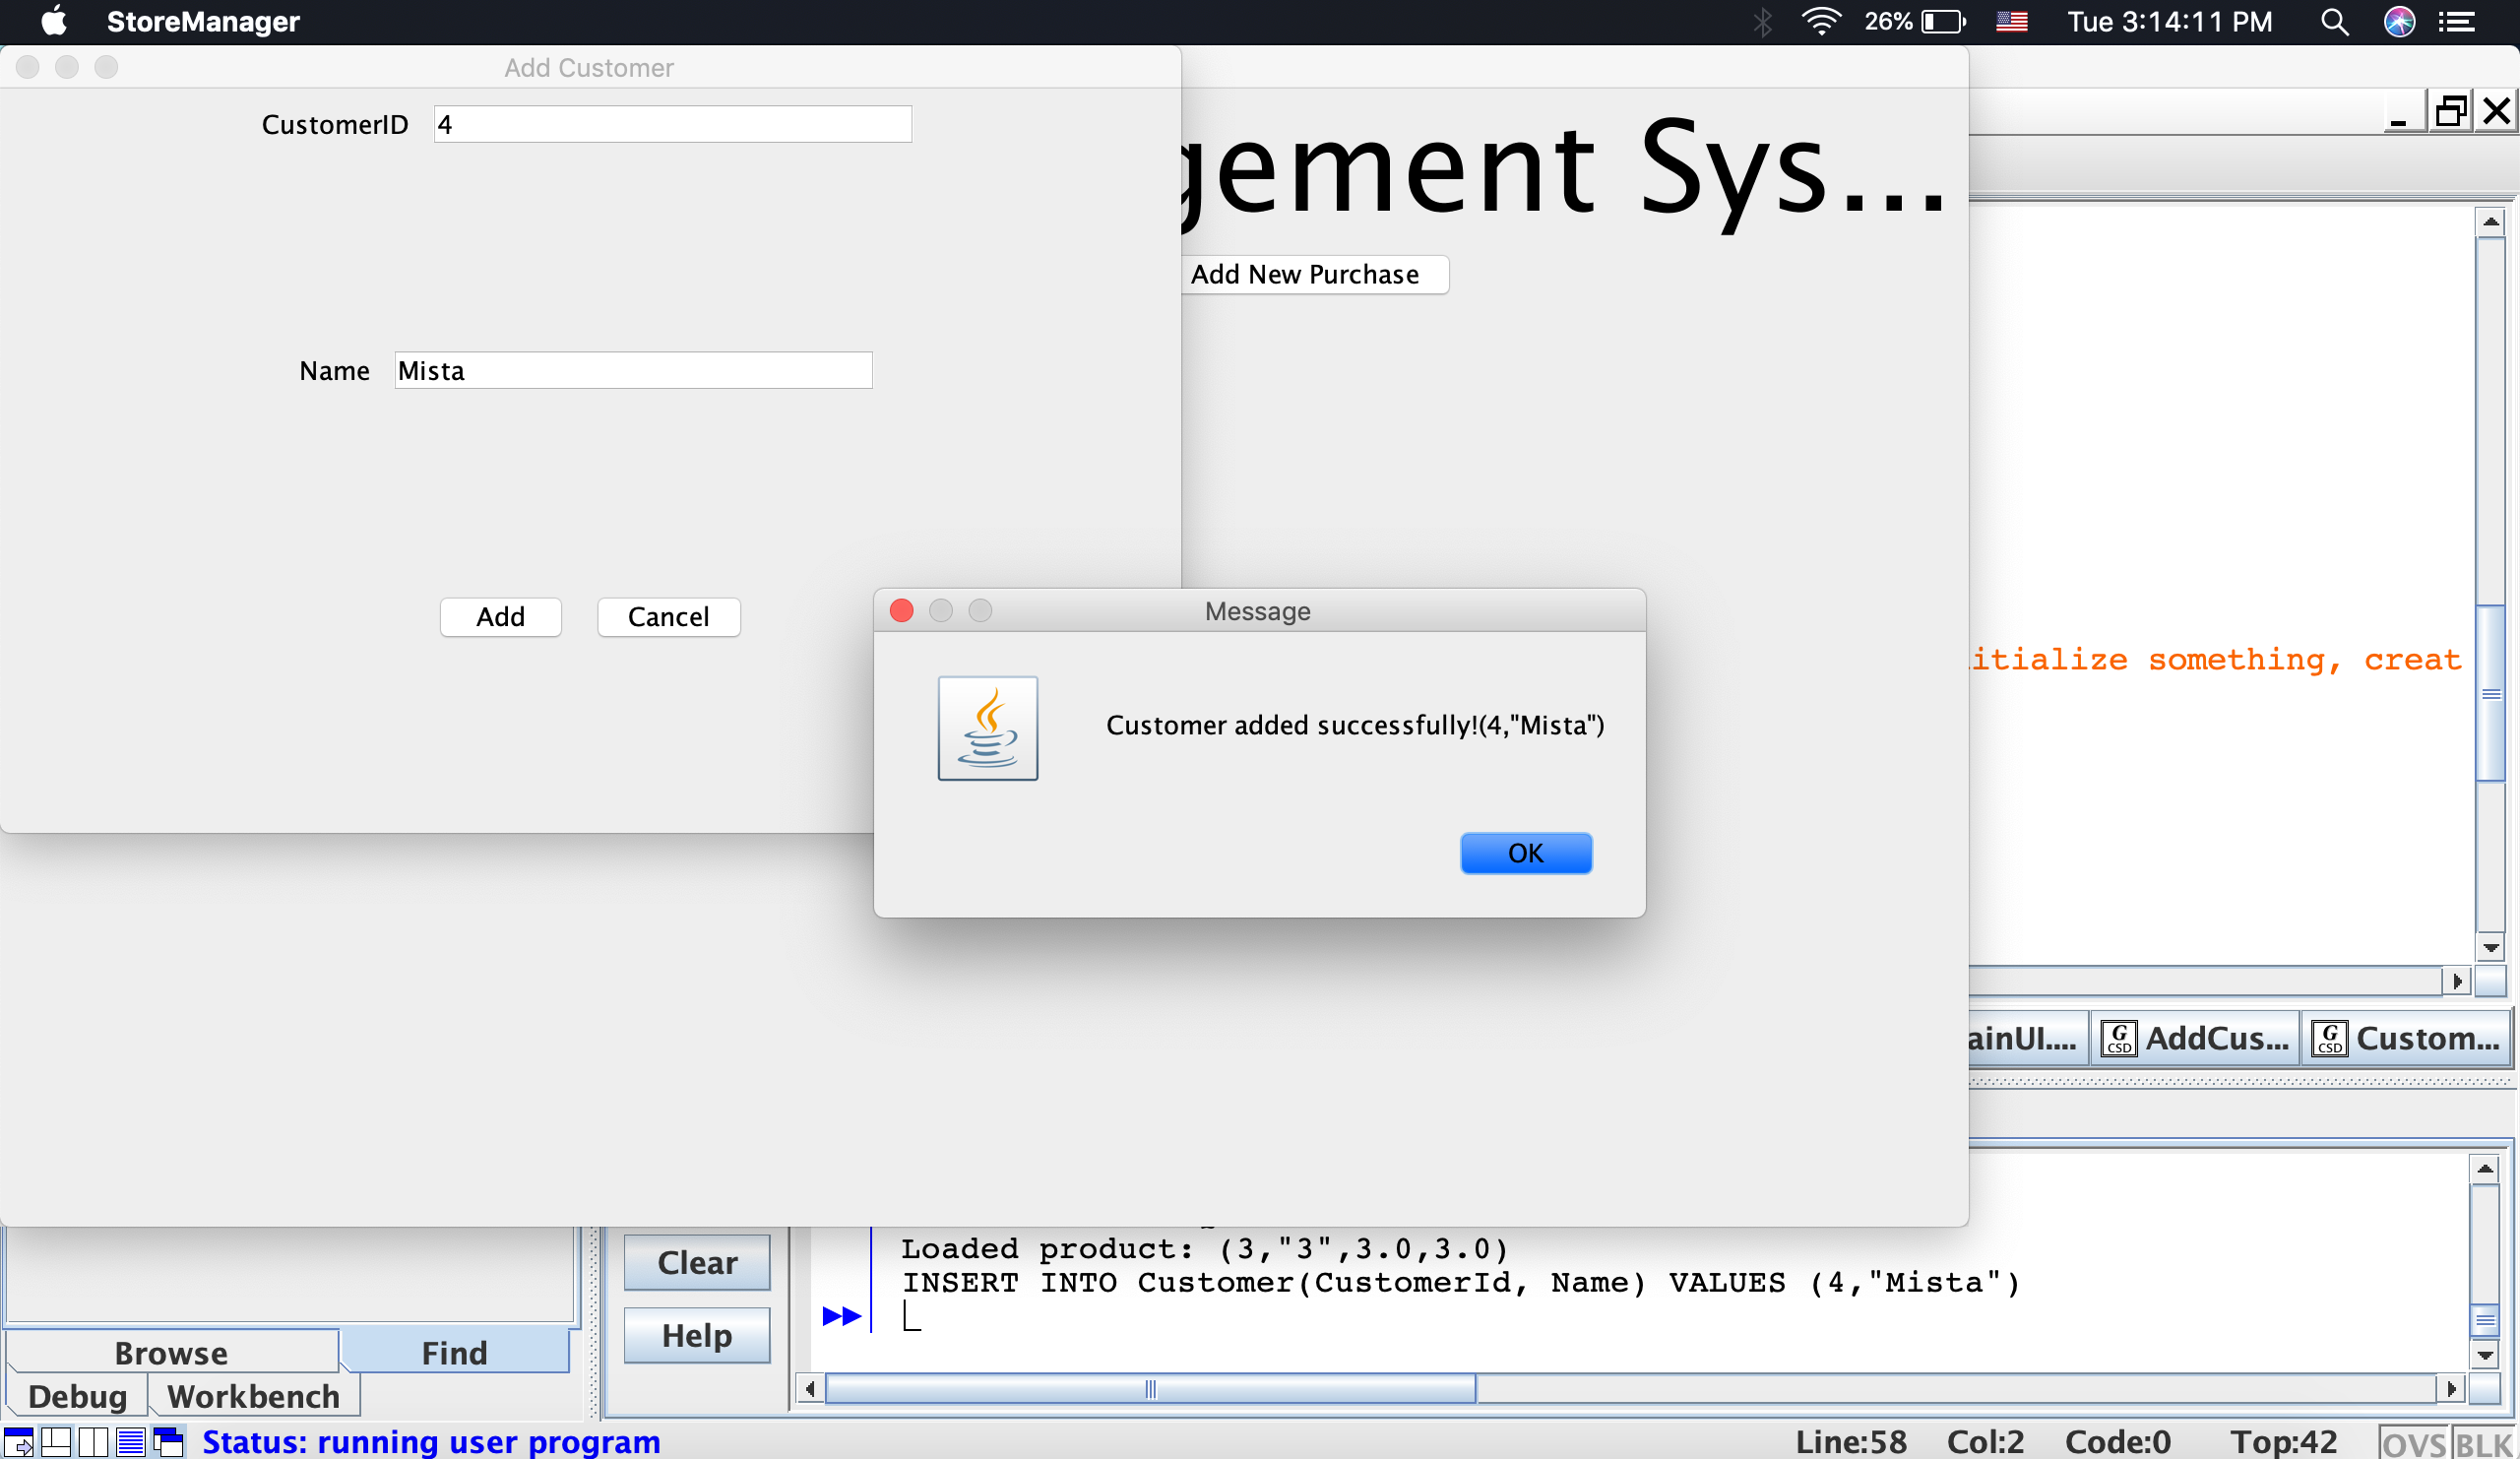 StoreManager
26%
Tue 3:14:11 PM
Add Customer
CustomerID
4
gement Sys...
Add New Purchase
Name
Mista
Add
Cancel
Message
Customer added successfully!(4,"Mista")
OK
itialize something, creat
ainUI....
G
CSD
AddCus...
G
CSD
Custom...
Loaded product: (3,"3",3.0,3.0)
INSERT INTO Customer(CustomerId, Name) VALUES (4,"Mista")
Clear
Help
Browse
Find
Debug
Workbench
Status: running user program
Line:58
Col:2
Code:0
Top:42
OVS
BLK